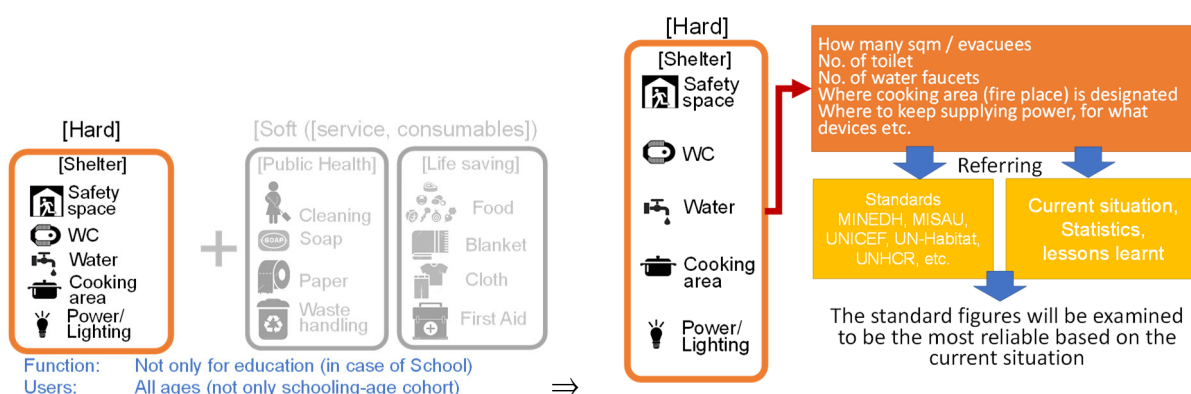 [Hard]
[Shelter]
Safety
space
WC
Water
Cooking
area
Power/
Lighting
[Soft ([service, consumables])
[Public Health]
Cleaning
SOAP
Soap
Paper
Waste
handling
[Life saving]
Food
Blanket
Cloth
First Aid
Function: Not only for education (in case of School)
Users: All ages (not only schooling-age cohort)
⇒
[Hard]
[Shelter]
Safety
space
WC
Water
Cooking
area
Power/
Lighting
How many sqm / evacuees
No. of toilet
No. of water faucets
Where cooking area (fire place) is designated
Where to keep supplying power, for what
devices etc.
Referring
Standards
MINEDH, MISAU,
UNICEF, UN-Habitat,
UNHCR, etc.
Current situation,
Statistics,
lessons learnt
The standard figures will be examined
to be the most reliable based on the
current situation